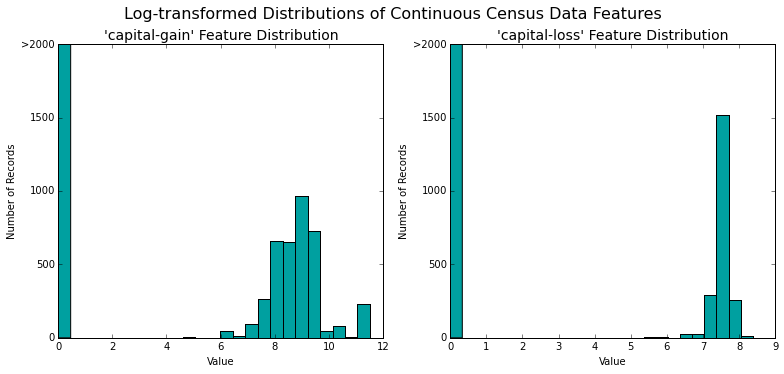 Log-transformed Distributions of Continuous Census Data Features
'capital-gain' Feature Distribution
>2000
1500
1000
500
0
Number of Records
0 2 4 6 8 10 12
Value
'capital-loss' Feature Distribution
>2000
1500
1000
500
0
Number of Records
0 1 2 3 4 5 6 7 8 9
Value